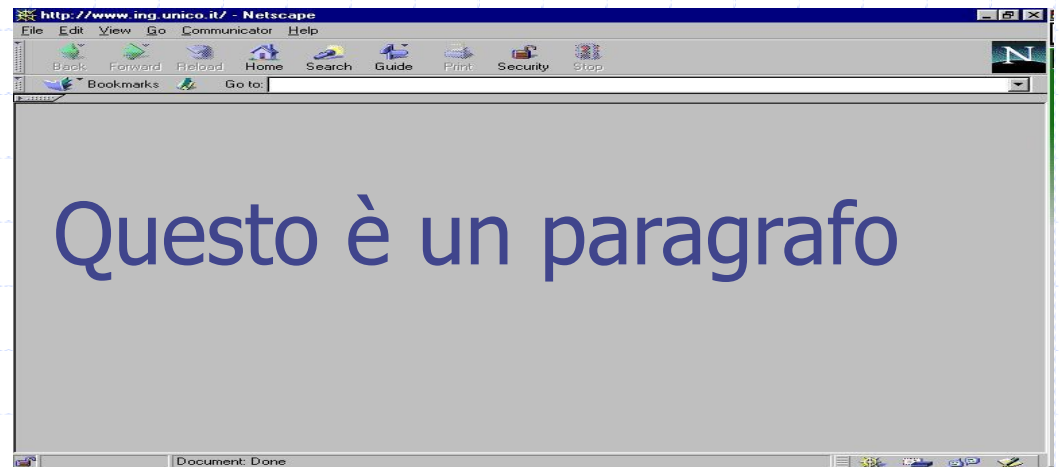 http://www.ing.unico.it/ - Netscape
File Edit View Go Communicator Help
Back Forward Reload Home Search Guide Print Security Stop
N
Bookmarks Go to:
Questo è un paragrafo
Document: Done